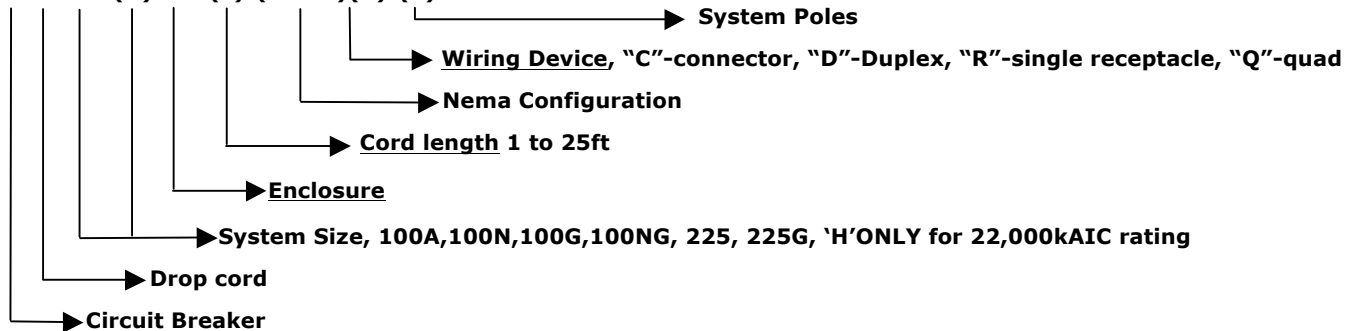 System Poles
Wiring Device, “C”-connector, “D”-Duplex, “R”-single receptacle, “Q”-quad
Nema Configuration
Cord length 1 to 25ft
Enclosure
System Size, 100A,100N,100G,100NG, 225, 225G, ‘H’ONLY for 22,000kAIC rating
Drop cord
Circuit Breaker